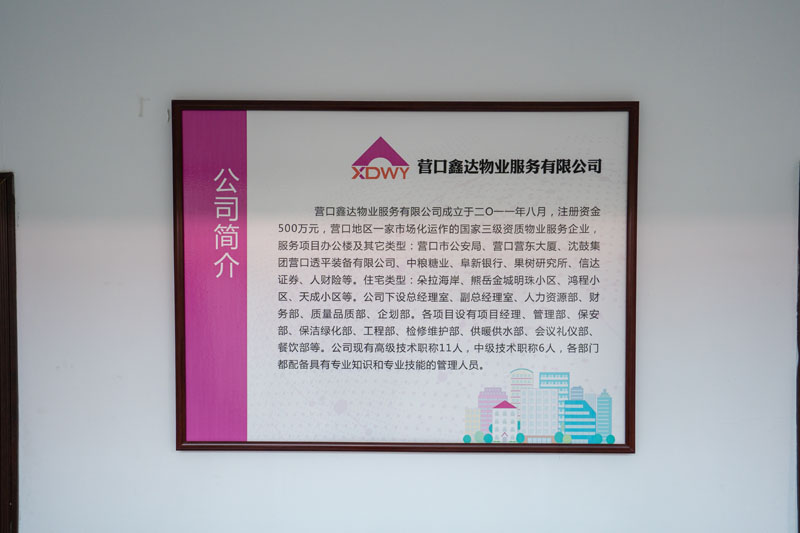 公司简介
XDWY
营口鑫达物业服务有限公司
营口鑫达物业服务有限公司成立于二〇一一年八月，注册资金
500万元，营口地区一家市场化运作的国家三级资质物业服务企业，
服务项目办公楼及其它类型：营口市公安局、营口营东大厦、沈鼓集
团营口透平装备有限公司、中粮糖业、阜新银行、果树研究所、信达
证券、人财险等。住宅类型：朵拉海岸、熊岳金城明珠小区、鸿程小
区、天成小区等。公司下设总经理室、副总经理室、人力资源部、财
务部、质量品质部、企划部。各项目设有项目经理、管理部、保安
部、保洁绿化部、工程部、检修维护部、供暖供水部、会议礼仪部、
餐饮部等。公司现有高级技术职称11人，中级技术职称6人，各部门
都配备具有专业知识和专业技能的管理人员。